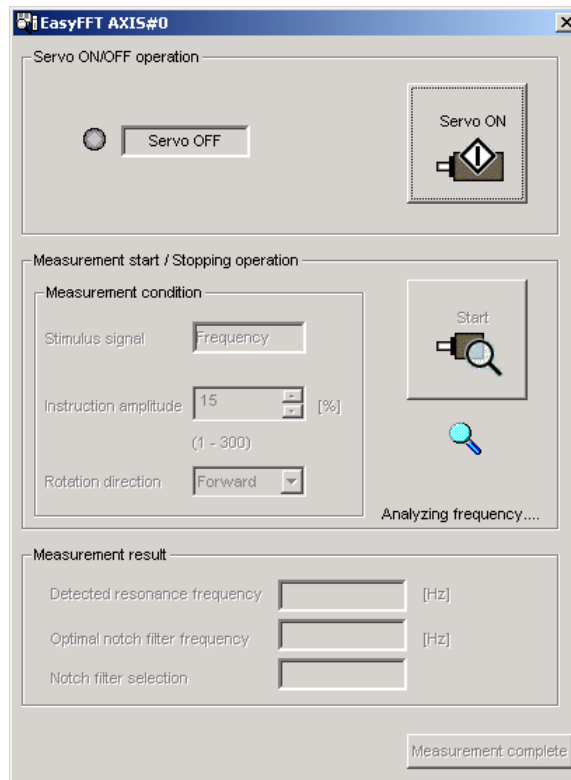 EasyFFT AXIS#0
Servo ON/OFF operation
Servo OFF
Servo ON
Measurement start / Stopping operation
Measurement condition
Stimulus signal Frequency
Start
Instruction amplitude 15 [%]
(1 - 300)
Rotation direction Forward
Analyzing frequency....
Measurement result
Detected resonance frequency [Hz]
Optimal notch filter frequency [Hz]
Notch filter selection
Measurement complete